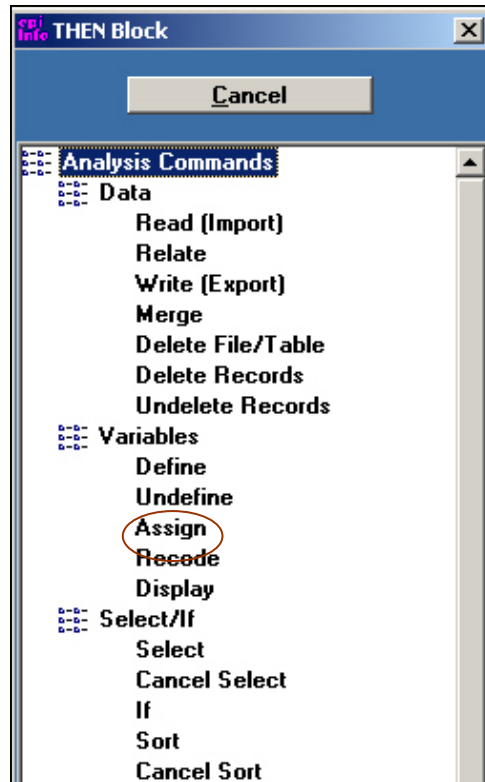 epi info THEN Block
Cancel
Analysis Commands
Data
Read (Import)
Relate
Write (Export)
Merge
Delete File/Table
Delete Records
Undelete Records
Variables
Define
Undefine
Assign
Recode
Display
Select/If
Select
Cancel Select
If
Sort
Cancel Sort